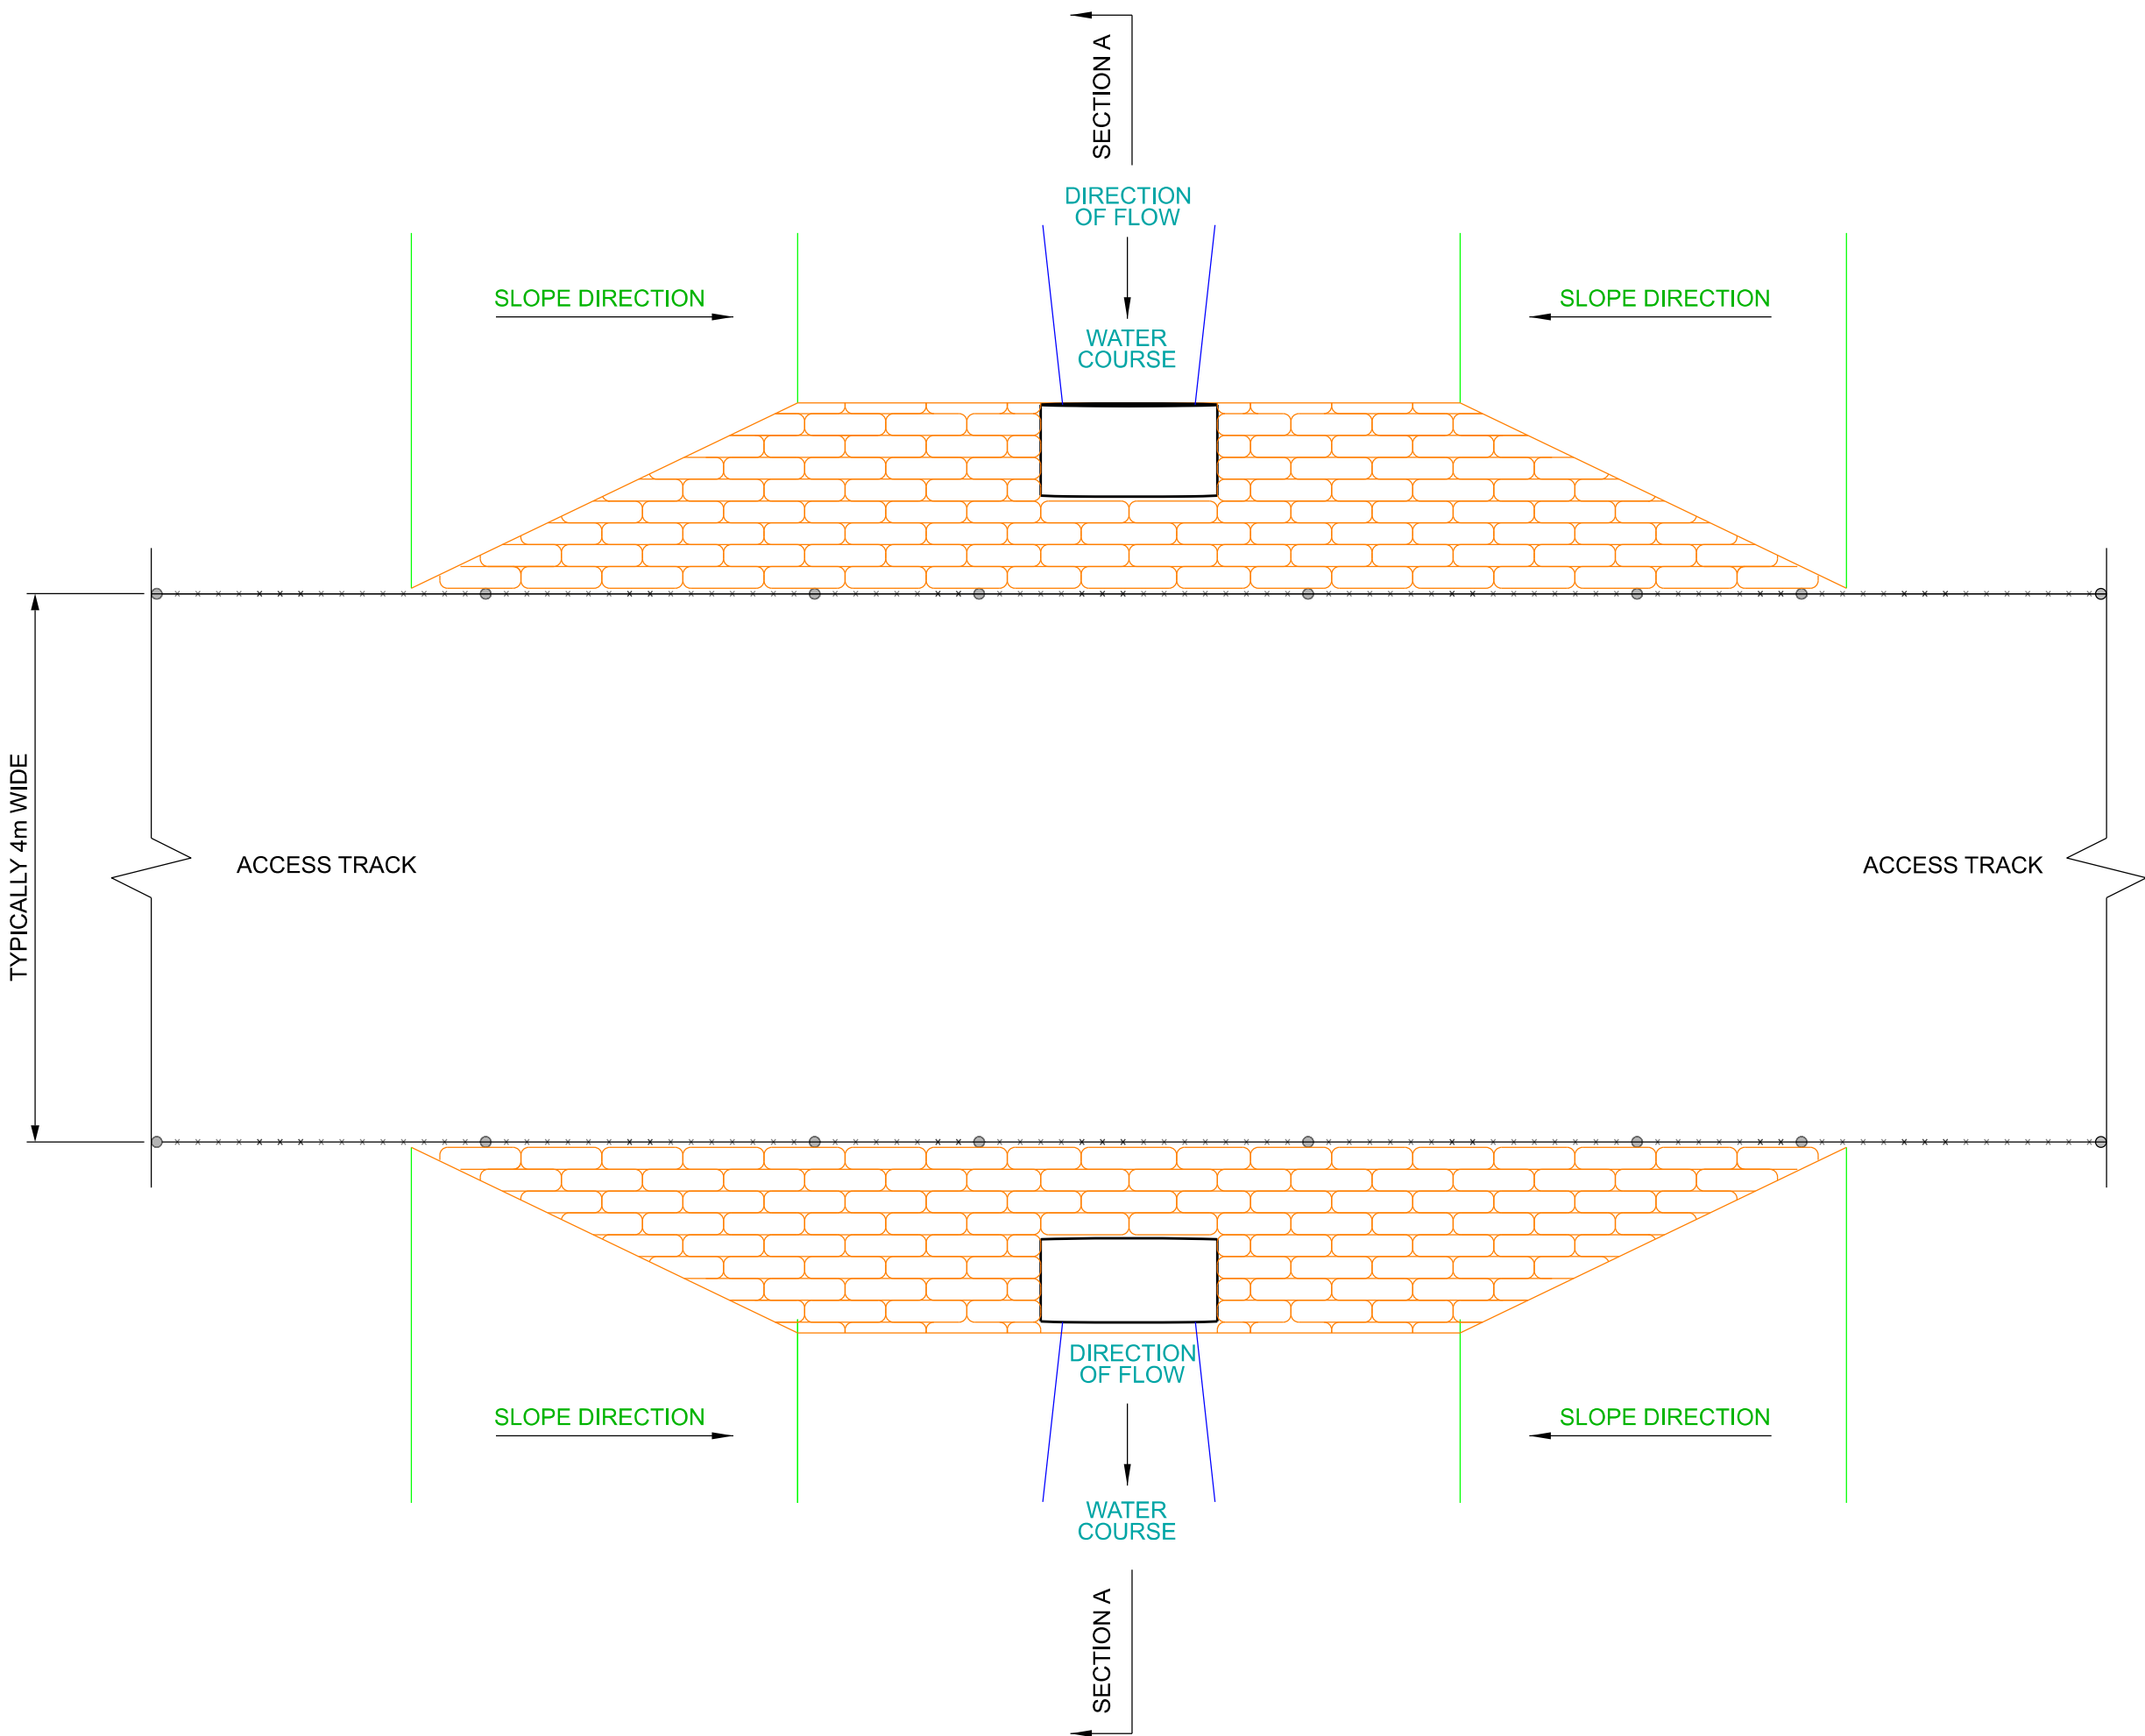 SECTION A
DIRECTION
OF FLOW
SLOPE DIRECTION
SLOPE DIRECTION
WATER
COURSE
TYPICALLY 4m WIDE
ACCESS TRACK
ACCESS TRACK
DIRECTION
OF FLOW
SLOPE DIRECTION
SLOPE DIRECTION
WATER
COURSE
SECTION A